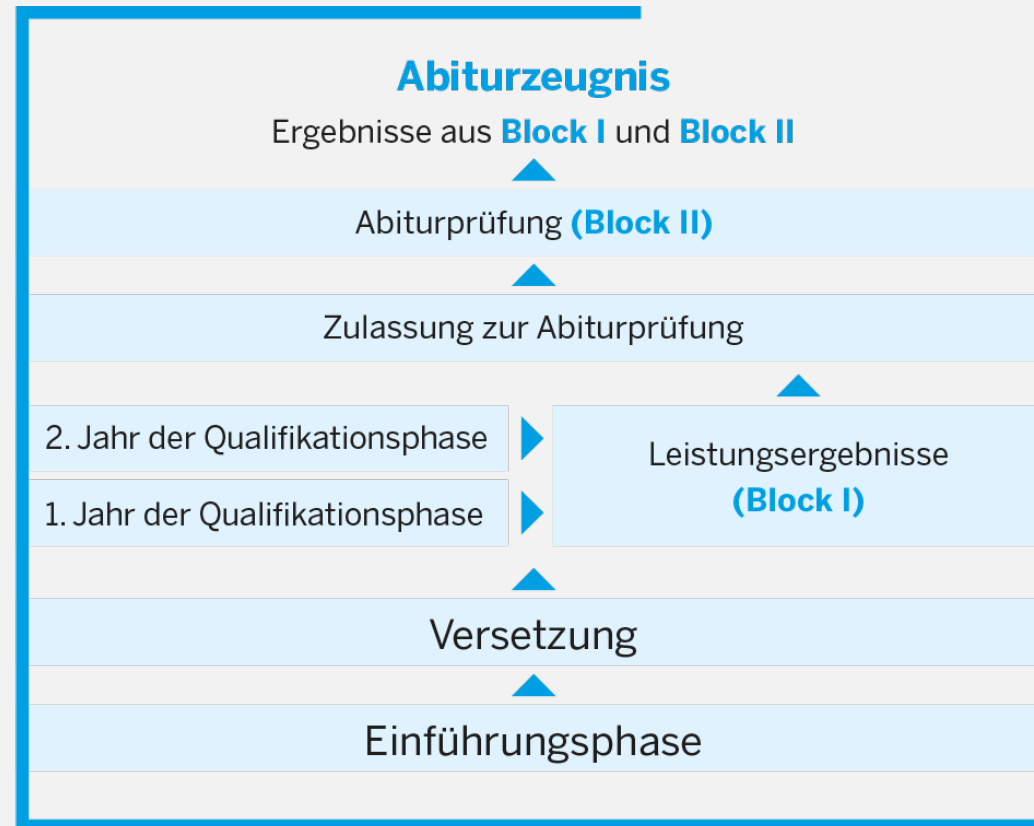 Abiturzeugnis
Ergebnisse aus Block I und Block II
Abiturprüfung (Block II)
Zulassung zur Abiturprüfung
2. Jahr der Qualifikationsphase
1. Jahr der Qualifikationsphase
Leistungsergebnisse
(Block I)
Versetzung
Einführungsphase